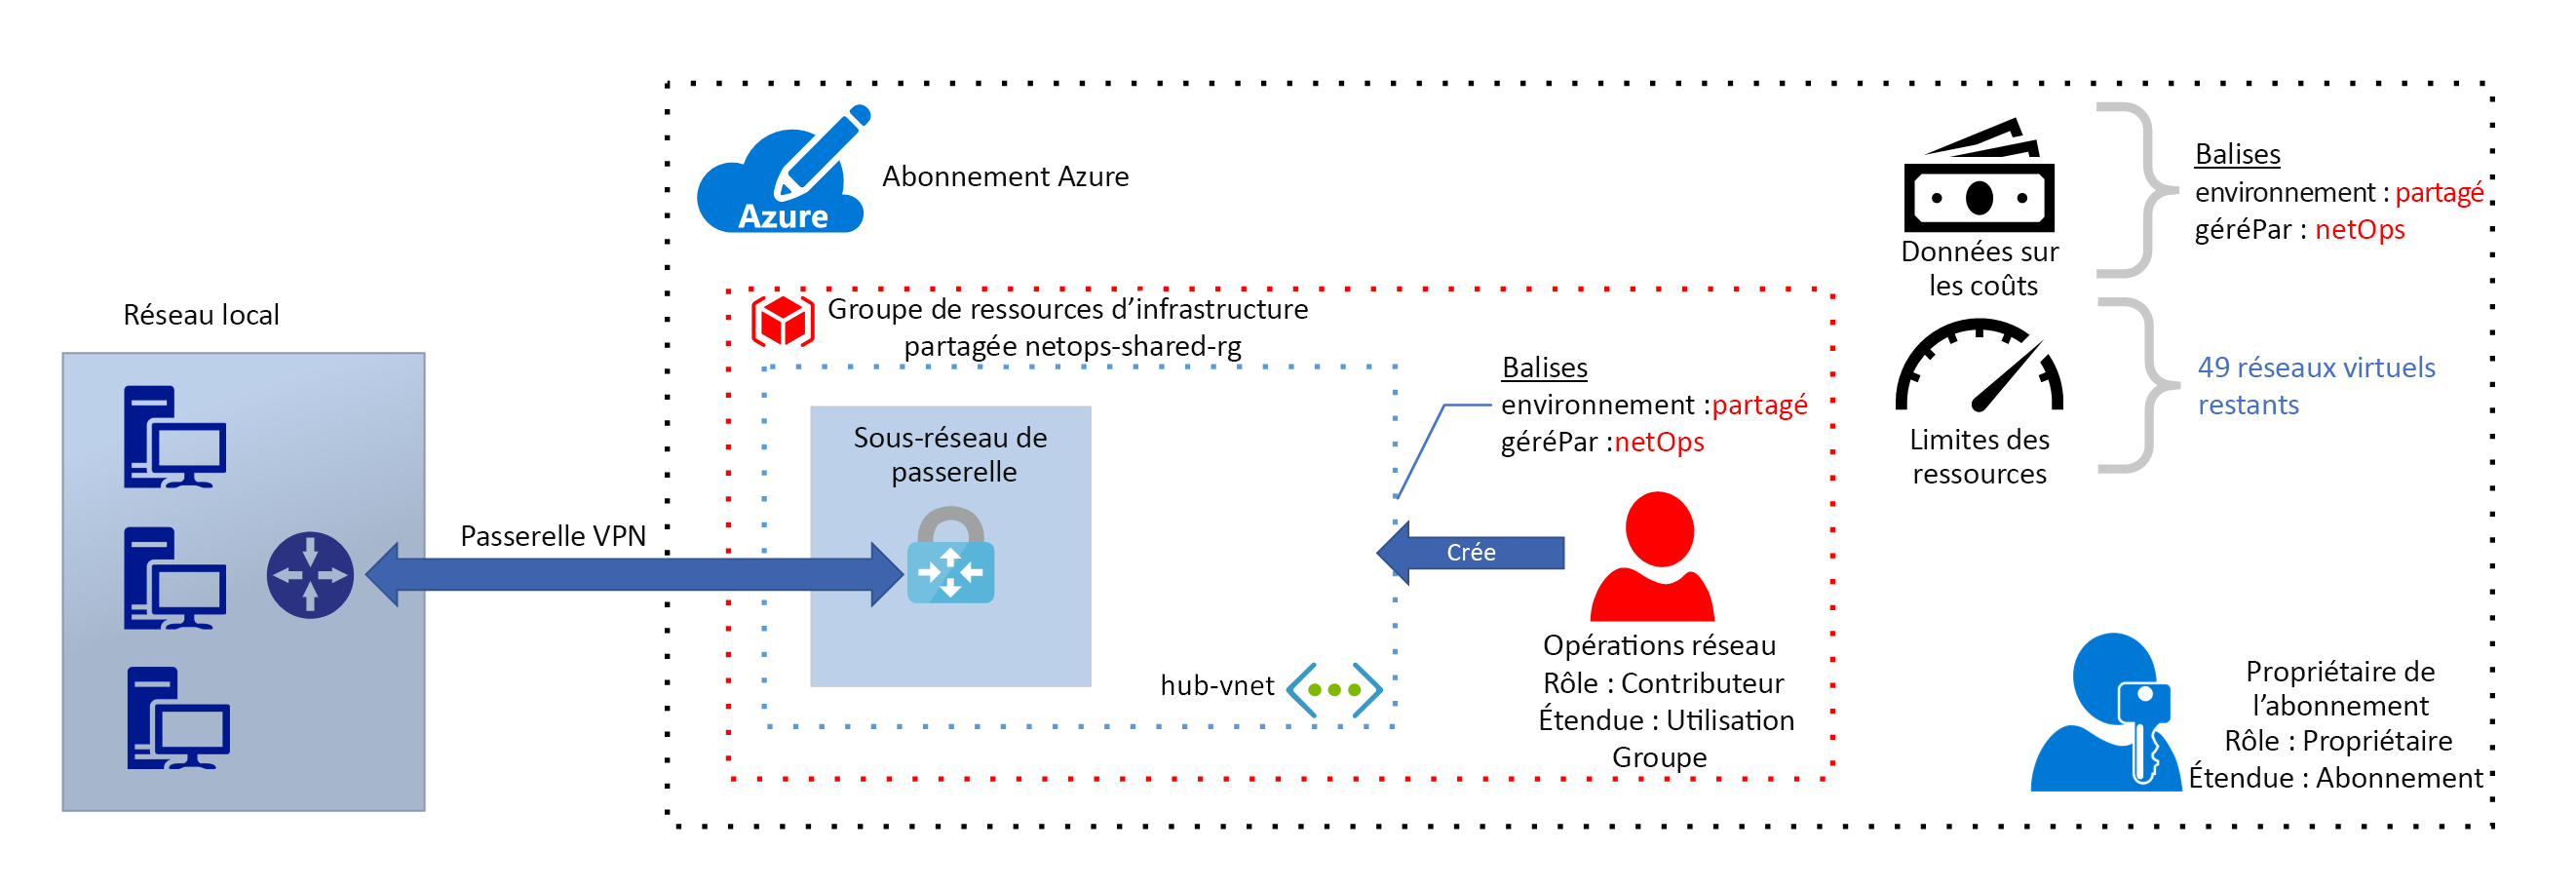 Azure
Abonnement Azure
Réseau local
Passerelle VPN
Groupe de ressources d’infrastructure
partagée netops-shared-rg
Sous-réseau de
passerelle
hub-vnet
Balises
environnement :partagé
géréPar :netOps
Crée
Opérations réseau
Rôle : Contributeur
Étendue : Utilisation
Groupe
Données sur
les coûts
Balises
environnement : partagé
géréPar : netOps
Limites des
ressources
49 réseaux virtuels
restants
Propriétaire de
l’abonnement
Rôle : Propriétaire
Étendue : Abonnement